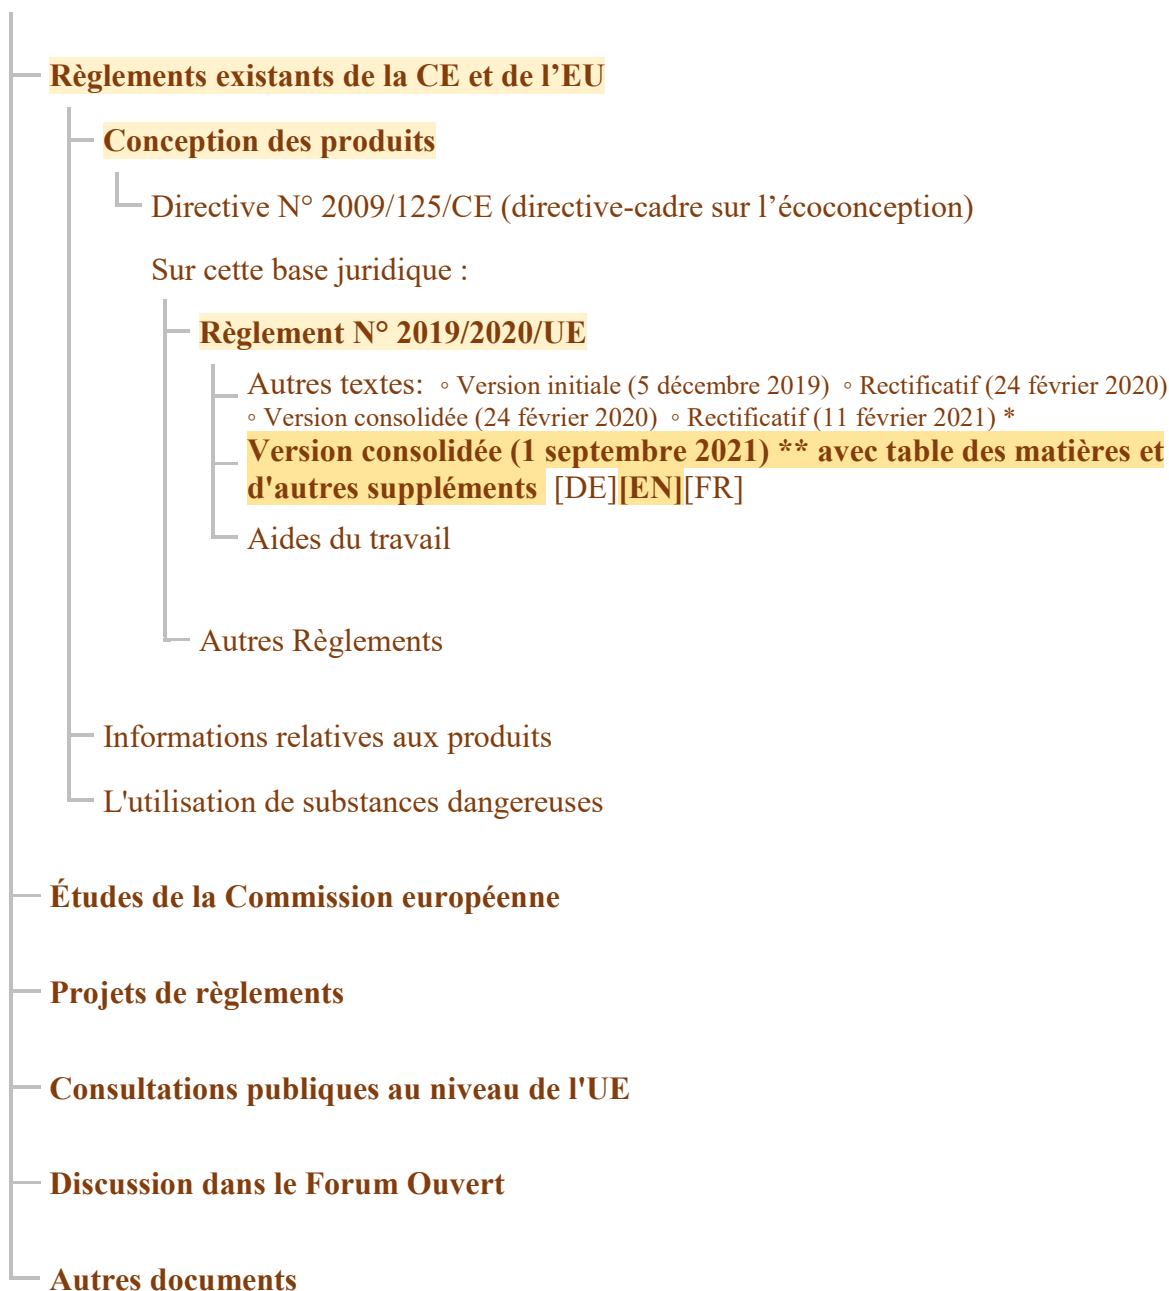 Règlements existants de la CE et de l’EU
Conception des produits
Directive N° 2009/125/CE (directive-cadre sur l’écoconception)
Sur cette base juridique :
Règlement N° 2019/2020/UE
Autres textes: ◦ Version initiale (5 décembre 2019) ◦ Rectificatif (24 février 2020)
◦ Version consolidée (24 février 2020) ◦ Rectificatif (11 février 2021) *
Version consolidée (1 septembre 2021) ** avec table des matières et
d'autres suppléments [DE][EN][FR]
Aides du travail
Autres Règlements
Informations relatives aux produits
L'utilisation de substances dangereuses
Études de la Commission européenne
Projets de règlements
Consultations publiques au niveau de l'UE
Discussion dans le Forum Ouvert
Autres documents